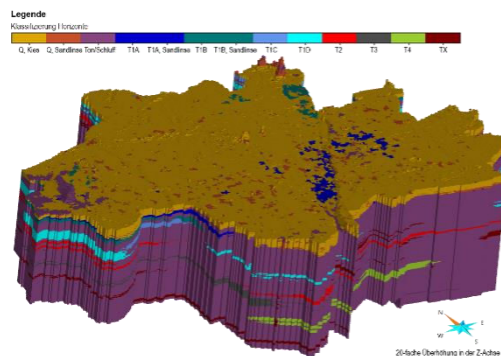 Legende
Klassifizierung Horizonte
Q, Kies Q, Sandlinse Ton/Schluff T1A T1A, Sandlinse T1B T1B, Sandlinse T1C T1D T2 T3 T4 TX
N
E
W
S
20-fache Überhöhung in der Z-Achse